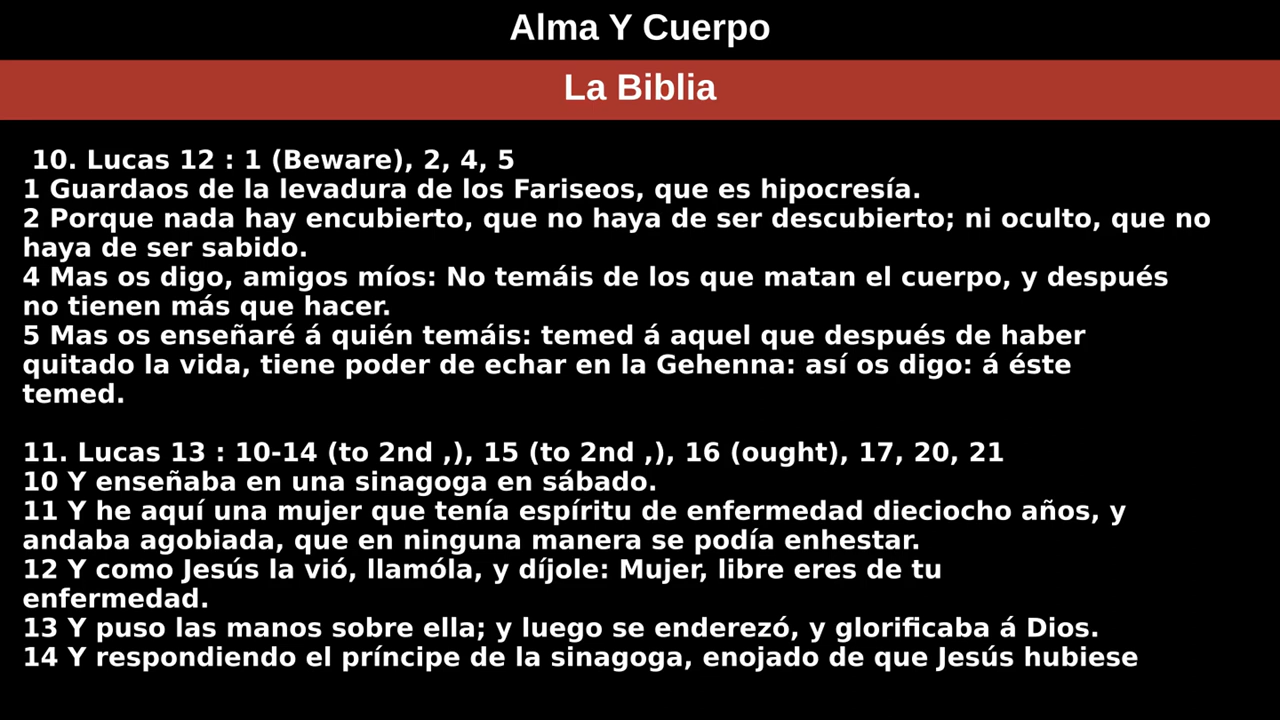 Alma Y Cuerpo
La Biblia
10. Lucas 12 : 1 (Beware), 2, 4, 5
1 Guardaos de la levadura de los Fariseos, que es hipocresía.
2 Porque nada hay encubierto, que no haya de ser descubierto; ni oculto, que no
haya de ser sabido.
4 Mas os digo, amigos míos: No temáis de los que matan el cuerpo, y después
no tienen más que hacer.
5 Mas os enseñaré á quién temáis: temed á aquel que después de haber
quitado la vida, tiene poder de echar en la Gehenna: así os digo: á éste
temed.
11. Lucas 13 : 10-14 (to 2nd ,), 15 (to 2nd ,), 16 (ought), 17, 20, 21
10 Y enseñaba en una sinagoga en sábado.
11 Y he aquí una mujer que tenía espíritu de enfermedad dieciocho años, y
andaba agobiada, que en ninguna manera se podía enhestar.
12 Y como Jesús la vió, llamóla, y díjole: Mujer, libre eres de tu
enfermedad.
13 Y puso las manos sobre ella; y luego se enderezó, y glorificaba á Dios.
14 Y respondiendo el príncipe de la sinagoga, enojado de que Jesús hubiese